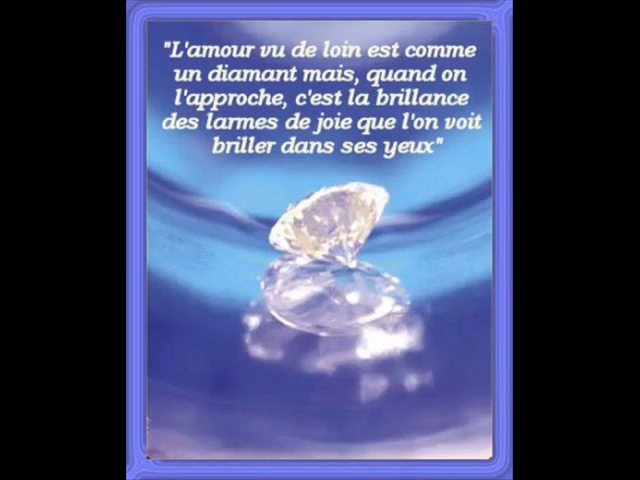 "L'amour vu de loin est comme
un diamant mais, quand on
l'approche, c'est la brillance
des larmes de joie que l'on voit
briller dans ses yeux"